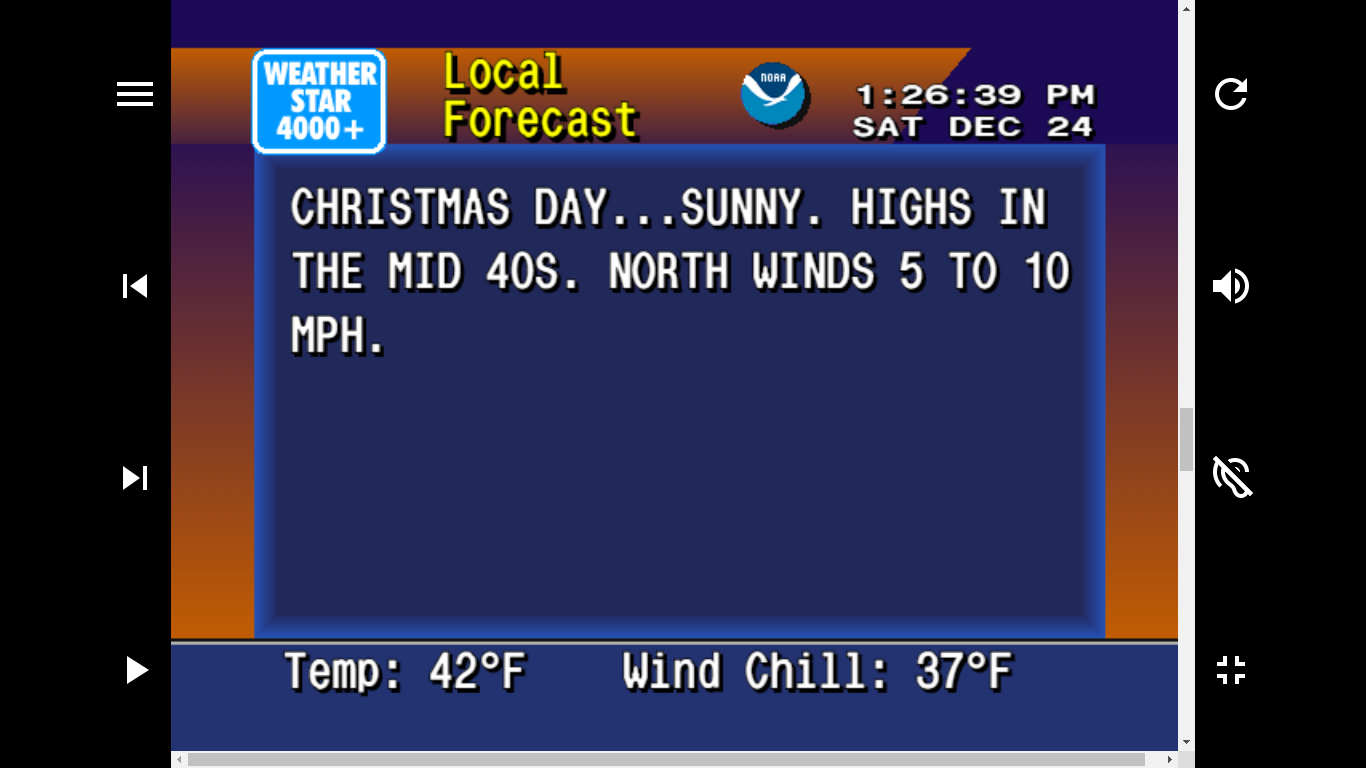 WEATHER
STAR
4000+
Local
Forecast
NOAA
1:26:39 PM
SAT DEC 24
CHRISTMAS DAY...SUNNY. HIGHS IN
THE MID 40S. NORTH WINDS 5 TO 10
MPH.
Temp: 42°F Wind Chill: 37°F